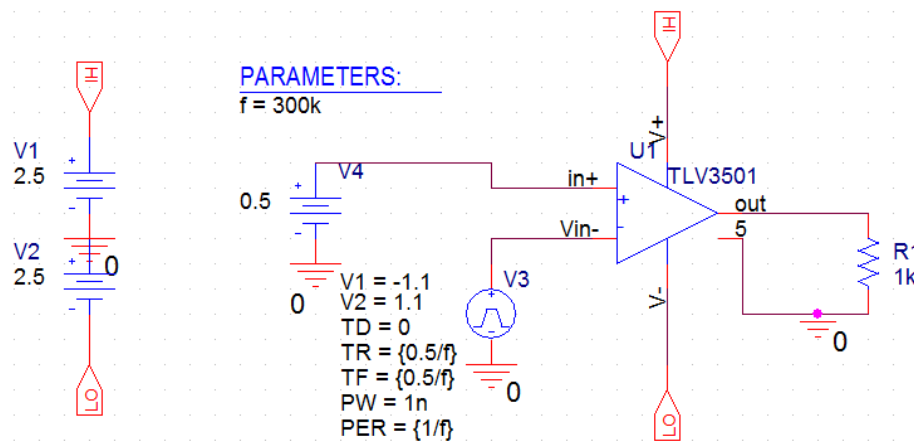 HI
HI
PARAMETERS:
f = 300k
V+
V1
2.5
U1
TLV3501
V4
0.5
in+
+
-
out
5
Vin-
V2
2.5
0
0
V3
V-
R1
1k
0
0
V1 = -1.1
V2 = 1.1
TD = 0
TR = {0.5/f}
TF = {0.5/f}
PW = 1n
PER = {1/f}
LO
LO